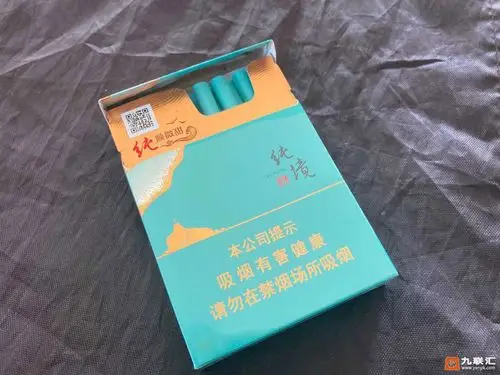 纯
纯
境
本公司提示
吸烟有害健康
请勿在禁烟场所吸烟
九联汇